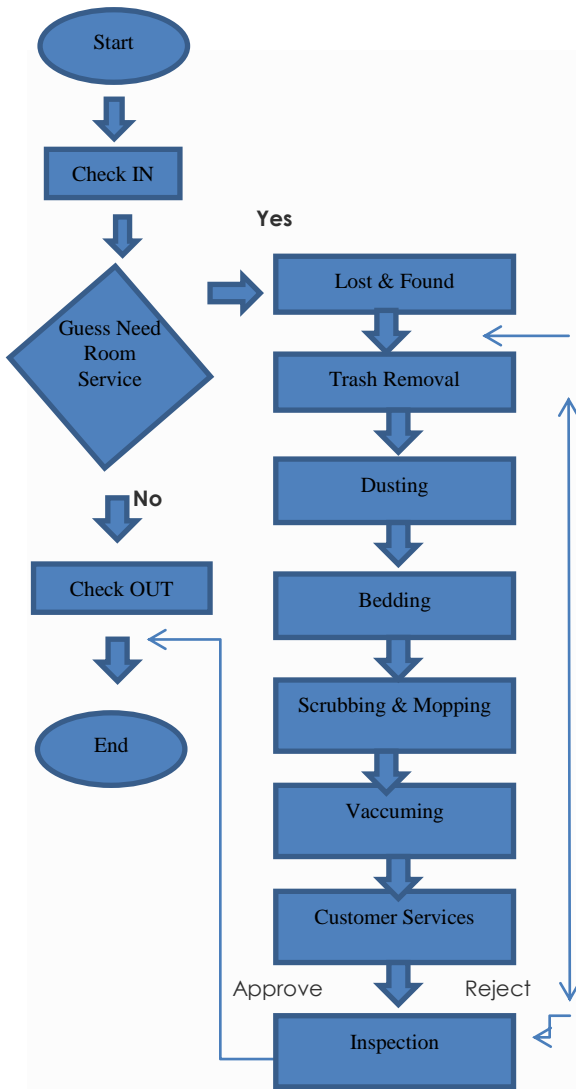 Start
Check IN
Yes
Guess Need
Room
Service
Lost & Found
Trash Removal
Dusting
No
Check OUT
Bedding
Scrubbing & Mopping
End
Vaccuming
Customer Services
Approve
Reject
Inspection